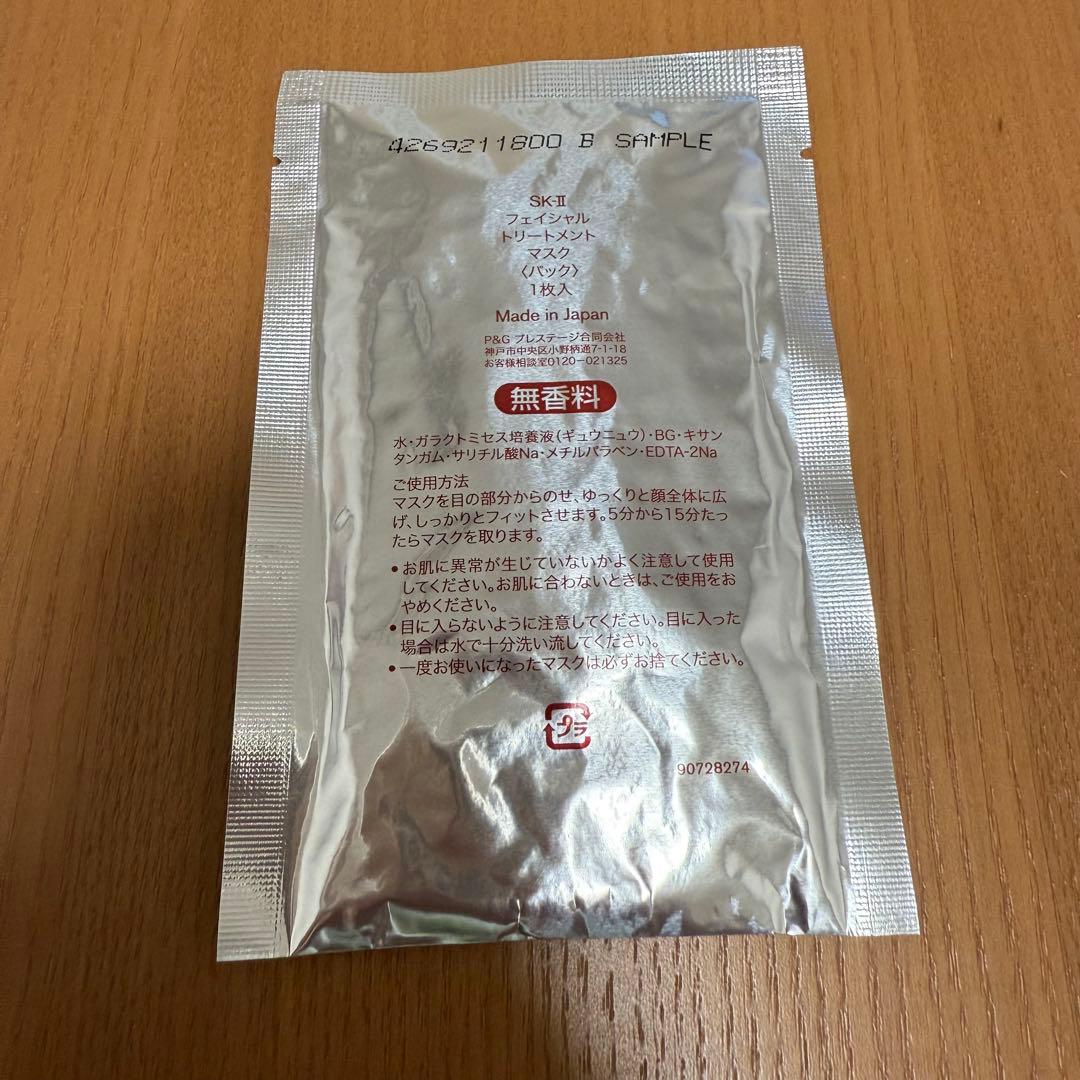 4269211800 B SAMPLE
SK-II
フェイシャル
トリートメント
マスク
〈パック〉
1枚入
Made in Japan
P&G プレステージ合同会社
神戸市中央区小野柄通7-1-18
お客様相談室0120-021325
無香料
水・ガラクトミセス培養液(ギュウニュウ)・BG・キサン
タンガム・サリチル酸Na・メチルパラベン・EDTA-2Na
ご使用方法
マスクを目の部分からのせ、ゆっくりと顔全体に広
げ、しっかりとフィットさせます。5分から15分たっ
たらマスクを取ります。
●お肌に異常が生じていないかよく注意して使用
してください。お肌に合わないときは、ご使用をお
やめください。
●目に入らないように注意してください。目に入った
場合は水で十分洗い流してください。
●一度お使いになったマスクは必ずお捨てください。
プラ
90728274